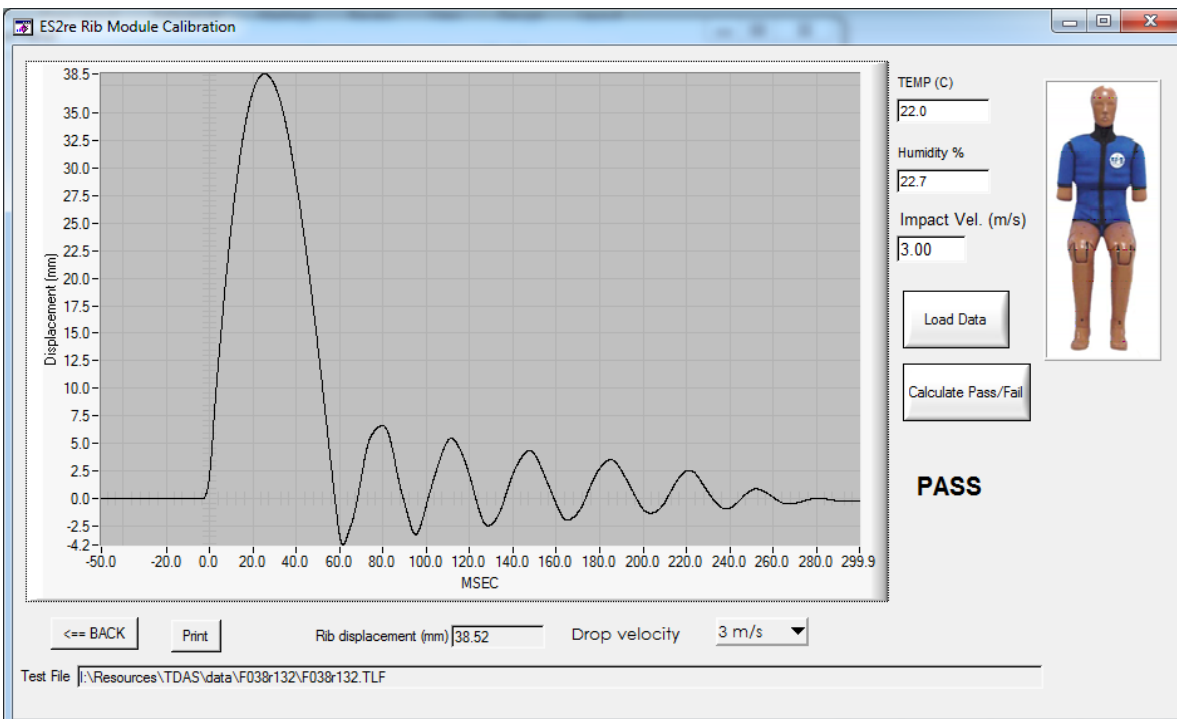 ES2re Rib Module Calibration
38.5
35.0
32.5
30.0
27.5
25.0
22.5
20.0
17.5
15.0
12.5
10.0
7.5
5.0
2.5
0.0
-2.5
-4.2
Displacement (mm)
-50.0 -20.0 0.0 20.0 40.0 60.0 80.0 100.0 120.0 140.0 160.0 180.0 200.0 220.0 240.0 260.0 280.0 299.9
MSEC
TEMP (C)
22.0
Humidity %
22.7
Impact Vel. (m/s)
3.00
Load Data
Calculate Pass/Fail
PASS
<== BACK
Print
Rib displacement (mm) 38.52
Drop velocity 3 m/s
Test File I:\Resources\TDAS\data\F038r132\F038r132.TLF